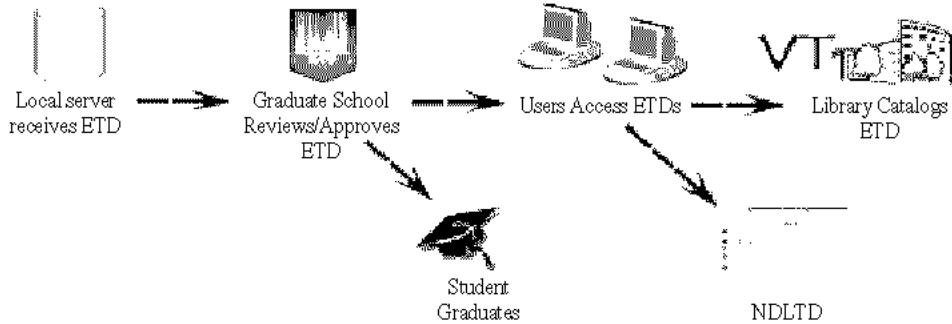 Local server
receives ETD
Graduate School
Reviews/Approves
ETD
Users Access ETDs
VT
Library Catalogs
ETD
Student
Graduates
NDLTD